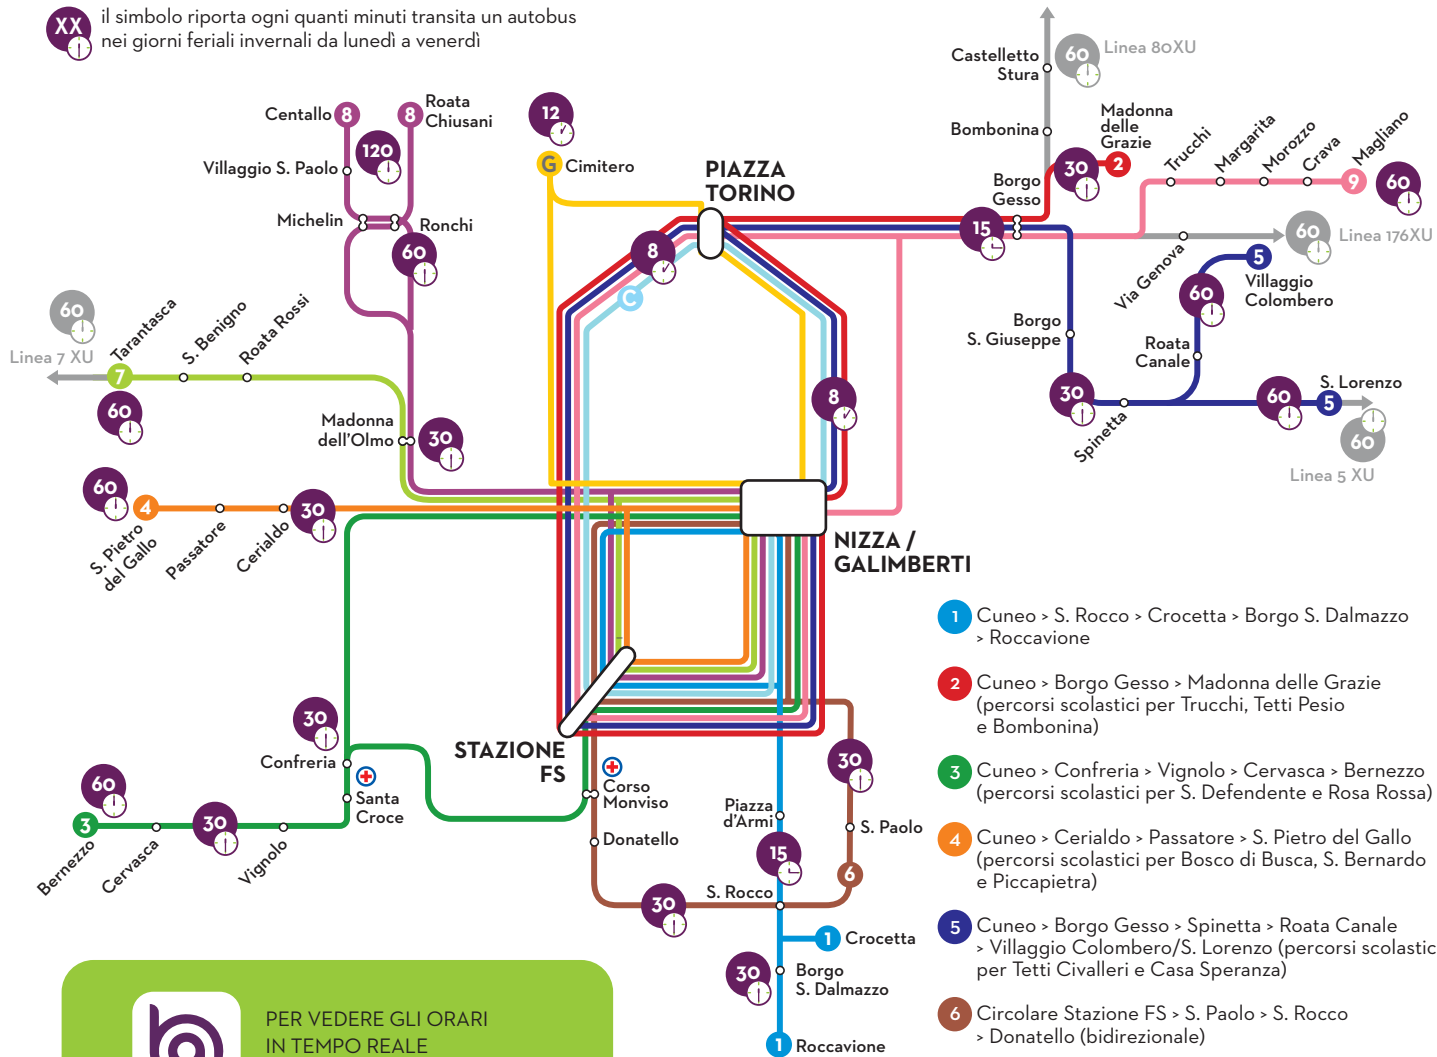 XX
il simbolo riporta ogni quanti minuti transita un autobus
nei giorni feriali invernali da lunedì a venerdì
Centallo
8
8
Roata
Chiusani
120
Villaggio S. Paolo
Michelin
Ronchi
60
12
G
Cimitero
PIAZZA
TORINO
8
C
8
Castelletto
Stura
60
Linea 80XU
Bombonina
Madonna
delle
Grazie
30
2
Borgo
Gesso
15
Trucchi
Margarita
Morozzo
Crava
Magliano
9
60
60
Linea 176XU
Via Genova
5
Villaggio
Colombero
60
Borgo
S. Giuseppe
Roata
Canale
30
Spinetta
60
S. Lorenzo
5
60
Linea 5 XU
60
Linea 7 XU
Tarantasca
S. Benigno
Roata Rossi
7
60
Madonna
dell'Olmo
30
60
4
S. Pietro
del Gallo
Passatore
Cerialdo
30
NIZZA /
GALIMBERTI
STAZIONE
FS
30
Confreria
Santa
Croce
60
3
Bernezzo
Cervasca
30
Vignolo
Corso
Monviso
Donatello
30
Piazza
d'Armi
15
S. Rocco
30
S. Paolo
6
1
Crocetta
30
Borgo
S. Dalmazzo
1
Roccavione
1
Cuneo > S. Rocco > Crocetta > Borgo S. Dalmazzo
> Roccavione
2
Cuneo > Borgo Gesso > Madonna delle Grazie
(percorsi scolastici per Trucchi, Tetti Pesio
e Bombonina)
3
Cuneo > Confreria > Vignolo > Cervasca > Bernezzo
(percorsi scolastici per S. Defendente e Rosa Rossa)
4
Cuneo > Cerialdo > Passatore > S. Pietro del Gallo
(percorsi scolastici per Bosco di Busca, S. Bernardo
e Piccapietra)
5
Cuneo > Borgo Gesso > Spinetta > Roata Canale
> Villaggio Colombero/S. Lorenzo (percorsi scolastic
per Tetti Civalleri e Casa Speranza)
6
Circolare Stazione FS > S. Paolo > S. Rocco
> Donatello (bidirezionale)
PER VEDERE GLI ORARI
IN TEMPO REALE